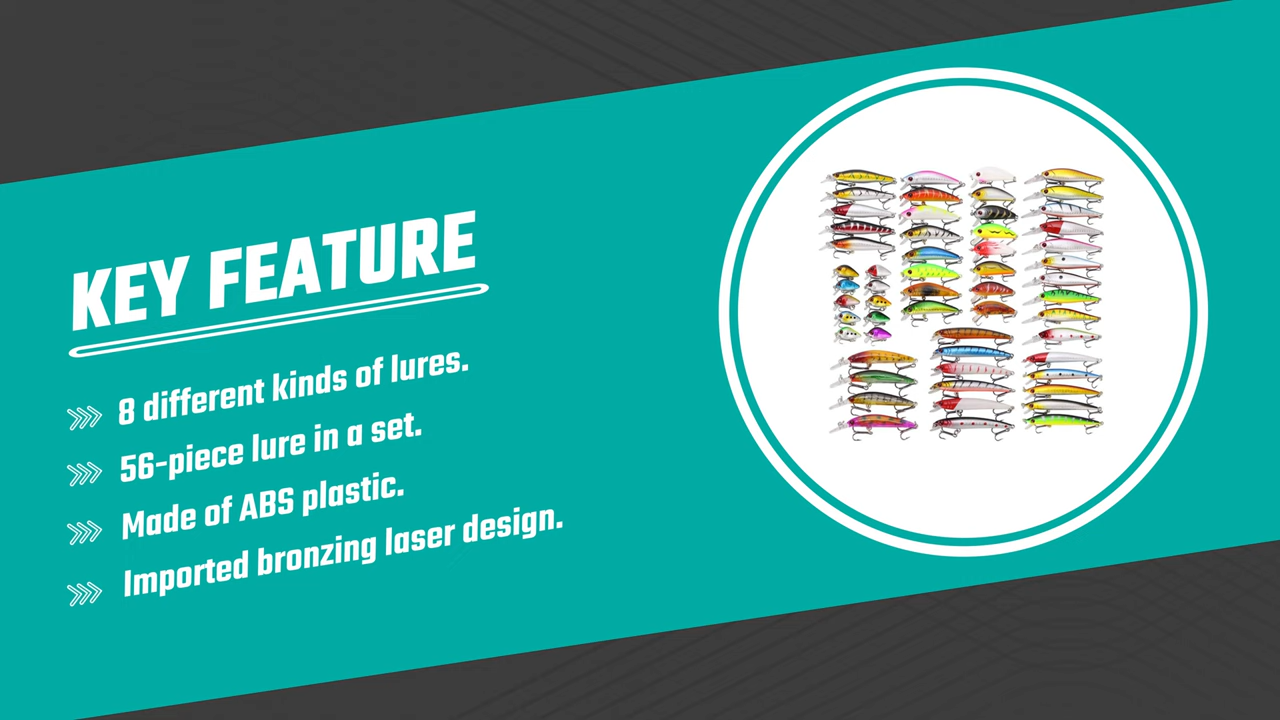 KEY FEATURE
8 different kinds of lures.
56-piece lure in a set.
Made of ABS plastic.
Imported bronzing laser design.